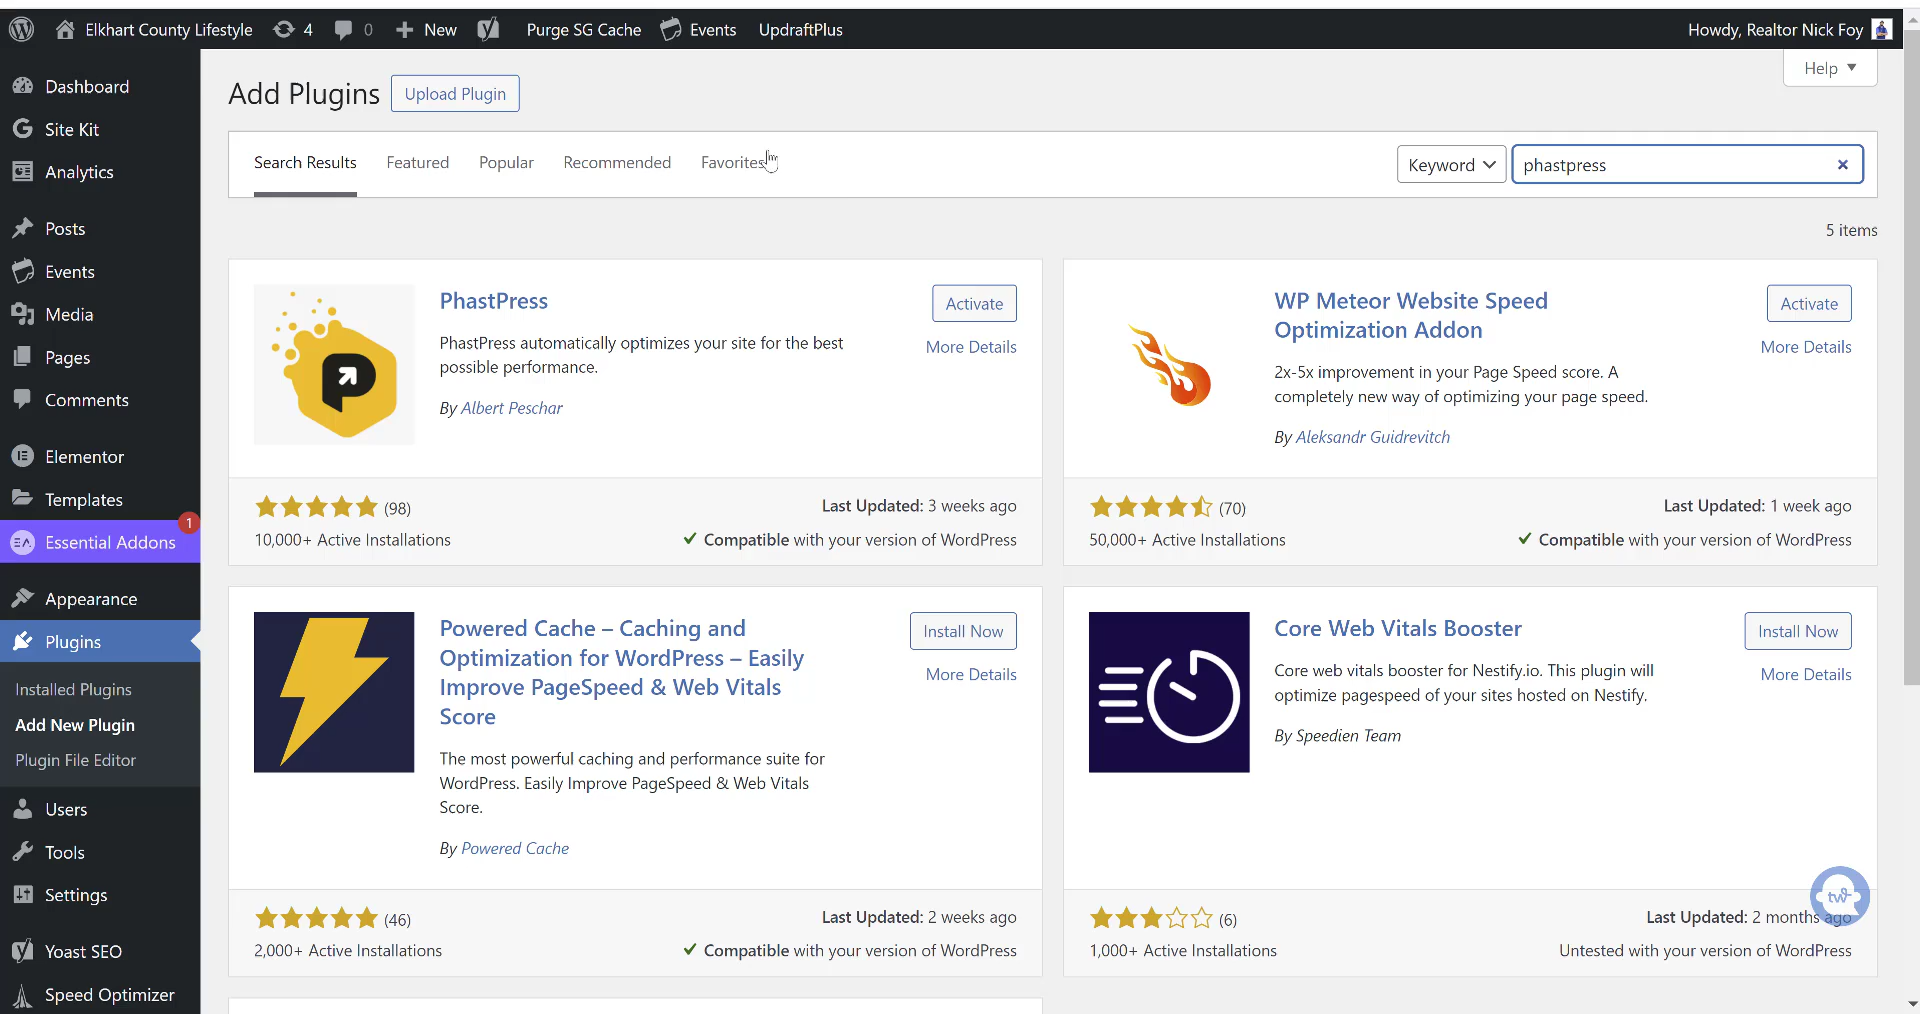 Elkhart County Lifestyle 4 0 New Purge SG Cache Events UpdraftPlus Howdy, Realtor Nick Foy
Help
Dashboard
Site Kit
Analytics
Posts
Events
Media
Pages
Comments
Elementor
Templates
1
Essential Addons
Appearance
Plugins
Installed Plugins
Add New Plugin
Plugin File Editor
Users
Tools
Settings
Yoast SEO
Speed Optimizer
Add Plugins Upload Plugin
Search Results Featured Popular Recommended Favorites Keyword phastpress
5 items
PhastPress
PhastPress automatically optimizes your site for the best
possible performance.
By Albert Peschar
Activate
More Details
(98)
10,000+ Active Installations
Last Updated: 3 weeks ago
Compatible with your version of WordPress
WP Meteor Website Speed
Optimization Addon
2x-5x improvement in your Page Speed score. A
completely new way of optimizing your page speed.
By Aleksandr Guidrevitch
Activate
More Details
(70)
50,000+ Active Installations
Last Updated: 1 week ago
Compatible with your version of WordPress
Powered Cache – Caching and
Optimization for WordPress – Easily
Improve PageSpeed & Web Vitals
Score
The most powerful caching and performance suite for
WordPress. Easily Improve PageSpeed & Web Vitals
Score.
By Powered Cache
Install Now
More Details
(46)
2,000+ Active Installations
Last Updated: 2 weeks ago
Compatible with your version of WordPress
Core Web Vitals Booster
Core web vitals booster for Nestify.io. This plugin will
optimize pagespeed of your sites hosted on Nestify.
By Speedien Team
Install Now
More Details
(6)
1,000+ Active Installations
Last Updated: 2 months ago
Untested with your version of WordPress